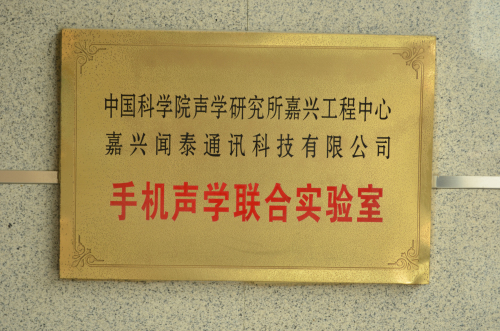 中国科学院声学研究所嘉兴工程中心
嘉兴闻泰通讯科技有限公司
手机声学联合实验室